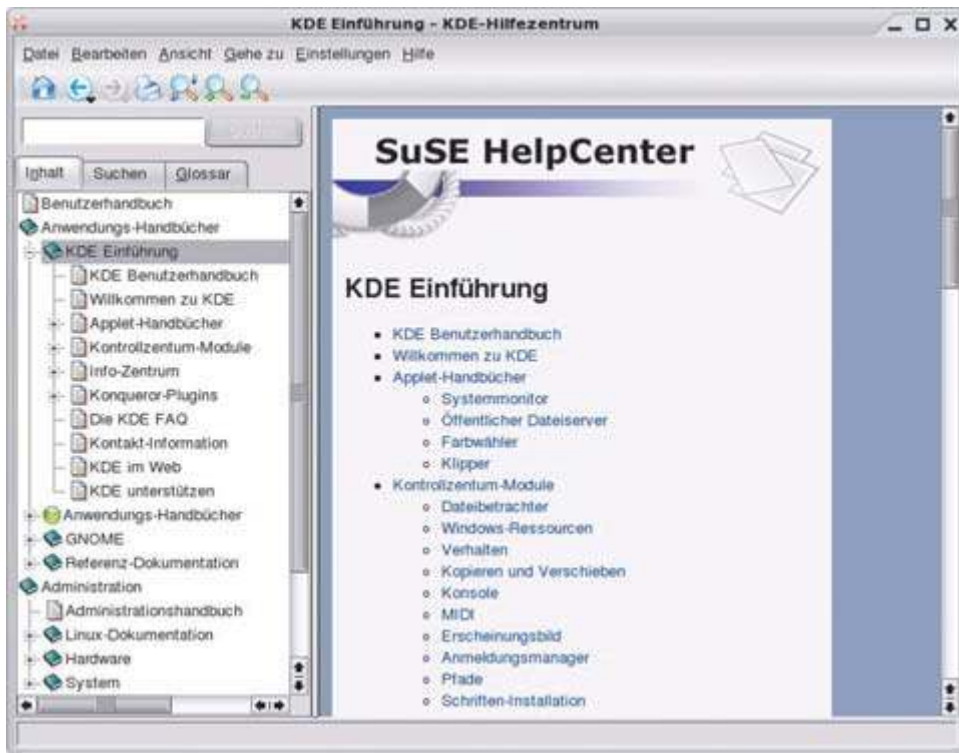 KDE Einführung – KDE-Hilfezentrum
Datei Bearbeiten Ansicht Gehe zu Einstellungen Hilfe
Inhalt Suchen Glossar
Benutzerhandbuch
Anwendungs-Handbücher
KDE Einführung
KDE Benutzerhandbuch
Willkommen zu KDE
Applet-Handbücher
Kontrollzentum-Module
Info-Zentrum
Konqueror-Plugins
Die KDE FAQ
Kontakt-Information
KDE im Web
KDE unterstützen
Anwendungs-Handbücher
GNOME
Referenz-Dokumentation
Administration
Administrationshandbuch
Linux-Dokumentation
Hardware
System
SuSE HelpCenter
KDE Einführung
KDE Benutzerhandbuch
Willkommen zu KDE
Applet-Handbücher
Systemmonitor
Öffentlicher Dateiserver
Farbwähler
Klipper
Kontrollzentum-Module
Dateibetrachter
Windows-Ressourcen
Verhalten
Kopieren und Verschieben
Konsole
MIDI
Erscheinungsbild
Anmeldungsmanager
Pfade
Schriften-Installation